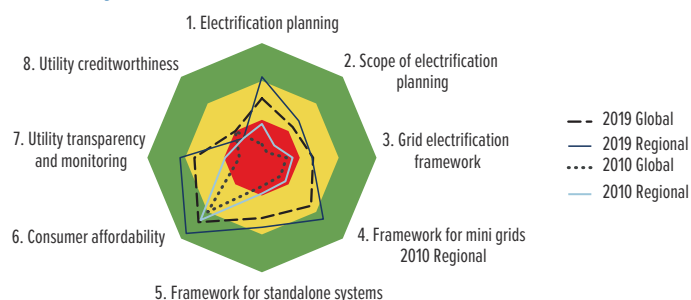 1. Electrification planning
8. Utility creditworthiness
2. Scope of electrification
planning
7. Utility transparency
and monitoring
3. Grid electrification
framework
2019 Global
2019 Regional
2010 Global
2010 Regional
6. Consumer affordability
4. Framework for mini grids
2010 Regional
5. Framework for standalone systems